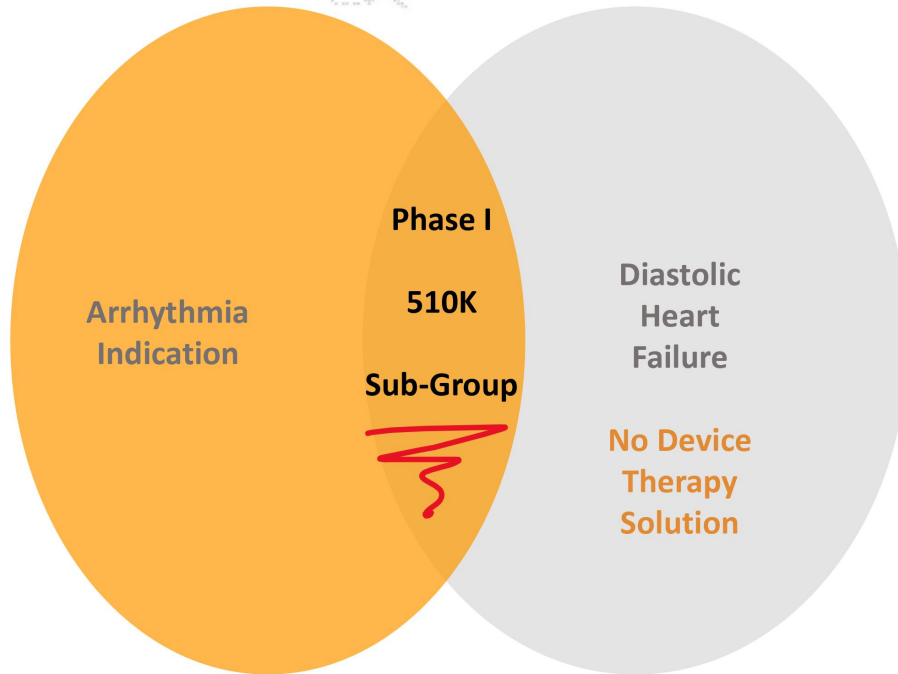 Arrhythmia
Indication
Phase I
510K
Sub-Group
Diastolic
Heart
Failure
No Device
Therapy
Solution